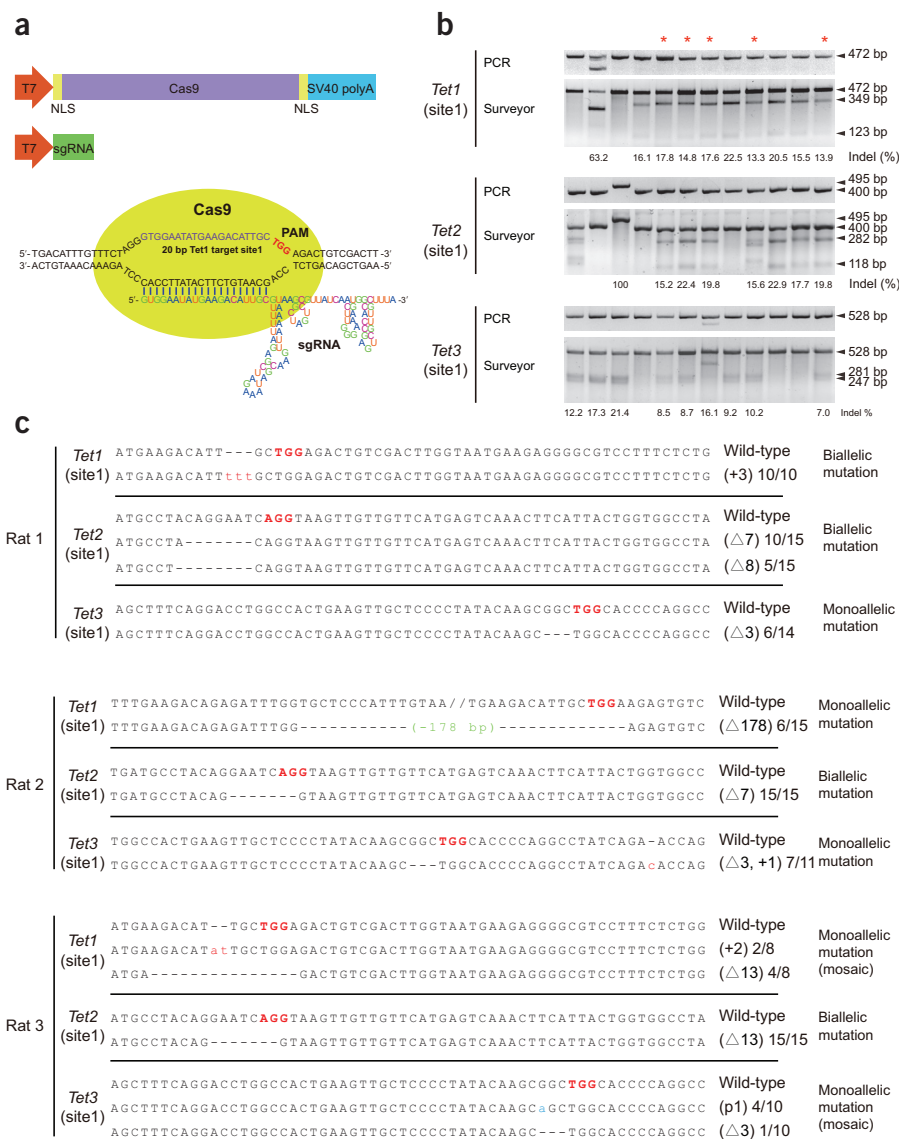 a
T7
Cas9
SV40 polyA
NLS
NLS
T7
sgRNA
Cas9
PAM
GTGGAATATGAAGACATTGC
AGG
TGG
20 bp Tet1 target site1
5′-TGACATTTGTTTCT
AGACTGTCGACTT-3′
3′-ACTGTAAACAAAGA
TCTGACAGCTGAA-5′
TCC
ACC
CACCTTATACTTCTGTAACG
5′-GUGGAAUAUGAAGACAUUGCGUUAAGCGUUAUCAAUGGCUUUA-3′
sgRNA
b
* * * * *
Tet1
(site1)
PCR
472 bp
Surveyor
472 bp
349 bp
123 bp
63.2 16.1 17.8 14.8 17.6 22.5 13.3 20.5 15.5 13.9 Indel (%)
Tet2
(site1)
PCR
495 bp
400 bp
Surveyor
495 bp
400 bp
282 bp
118 bp
100 15.2 22.4 19.8 15.6 22.9 17.7 19.8 Indel (%)
Tet3
(site1)
PCR
528 bp
Surveyor
528 bp
281 bp
247 bp
12.2 17.3 21.4 8.5 8.7 16.1 9.2 10.2 7.0 Indel %
c
Rat 1
Tet1
(site1)
ATGAAGACATT---GCTGGAGACTGTCGACTTGGTAATGAAGAGGGGCGTCCTTTCTCTG Wild-type
ATGAAGACATTtttGCTGGAGACTGTCGACTTGGTAATGAAGAGGGGCGTCCTTTCTCTG (+3) 10/10
Biallelic
mutation
Tet2
(site1)
ATGCCTACAGGAATCAGGTAAGTTGTTGTTCATGAGTCAAACTTCATTACTGGTGGCCTA Wild-type
ATGCCTA-------CAGGTAAGTTGTTGTTCATGAGTCAAACTTCATTACTGGTGGCCTA (△7) 10/15
ATGCCT--------CAGGTAAGTTGTTGTTCATGAGTCAAACTTCATTACTGGTGGCCTA (△8) 5/15
Biallelic
mutation
Tet3
(site1)
AGCTTTCAGGACCTGGCCACTGAAGTTGCTCCCCTATACAAGCGGCTGGCACCCCAGGCC Wild-type
AGCTTTCAGGACCTGGCCACTGAAGTTGCTCCCCTATACAAGC---TGGCACCCCAGGCC (△3) 6/14
Monoallelic
mutation
Rat 2
Tet1
(site1)
TTTGAAGACAGAGATTTGGTGCTCCCATTTGTAA//TGAAGACATTGCTGGAAGAGTGTC Wild-type
TTTGAAGACAGAGATTTGG-----------(-178 bp)-------------AGAGTGTC (△178) 6/15
Monoallelic
mutation
Tet2
(site1)
TGATGCCTACAGGAATCAGGTAAGTTGTTGTTCATGAGTCAAACTTCATTACTGGTGGCC Wild-type
TGATGCCTACAG-------GTAAGTTGTTGTTCATGAGTCAAACTTCATTACTGGTGGCC (△7) 15/15
Biallelic
mutation
Tet3
(site1)
TGGCCACTGAAGTTGCTCCCCTATACAAGCGGCTGGCACCCCAGGCCTATCAGA-ACCAG Wild-type
TGGCCACTGAAGTTGCTCCCCTATACAAGC---TGGCACCCCAGGCCTATCAGAcACCAG (△3, +1) 7/11
Monoallelic
mutation
Rat 3
Tet1
(site1)
ATGAAGACAT--TGCTGGAGACTGTCGACTTGGTAATGAAGAGGGGCGTCCTTTCTCTGG Wild-type
ATGAAGACATatTGCTGGAGACTGTCGACTTGGTAATGAAGAGGGGCGTCCTTTCTCTGG (+2) 2/8
ATGA---------------GACTGTCGACTTGGTAATGAAGAGGGGCGTCCTTTCTCTGG (△13) 4/8
Monoallelic
mutation
(mosaic)
Tet2
(site1)
ATGCCTACAGGAATCAGGTAAGTTGTTGTTCATGAGTCAAACTTCATTACTGGTGGCCTA Wild-type
ATGCCTACAG-------GTAAGTTGTTGTTCATGAGTCAAACTTCATTACTGGTGGCCTA (△13) 15/15
Biallelic
mutation
Tet3
(site1)
AGCTTTCAGGACCTGGCCACTGAAGTTGCTCCCCTATACAAGCGGCTGGCACCCCAGGCC Wild-type
AGCTTTCAGGACCTGGCCACTGAAGTTGCTCCCCTATACAAGCaGCTGGCACCCCAGGCC (p1) 4/10
AGCTTTCAGGACCTGGCCACTGAAGTTGCTCCCCTATACAAGC---TGGCACCCCAGGCC (△3) 1/10
Monoallelic
mutation
(mosaic)